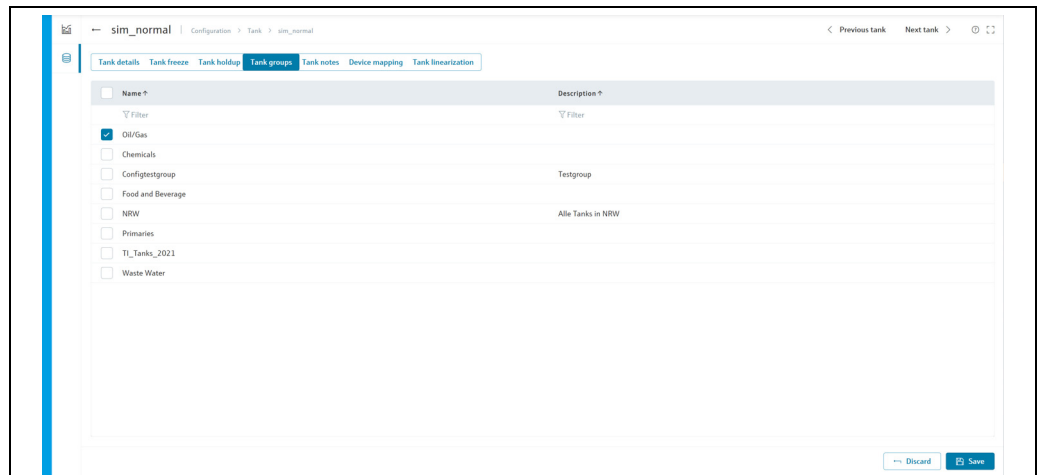 ← sim_normal | Configuration > Tank > sim_normal < Previous tank Next tank >
Tank details Tank freeze Tank holdup Tank groups Tank notes Device mapping Tank linearization
Name ↑ Description ↑
Filter Filter
Oil/Gas
Chemicals
Configtestgroup Testgroup
Food and Beverage
NRW Alle Tanks in NRW
Primaries
TI_Tanks_2021
Waste Water
Discard Save